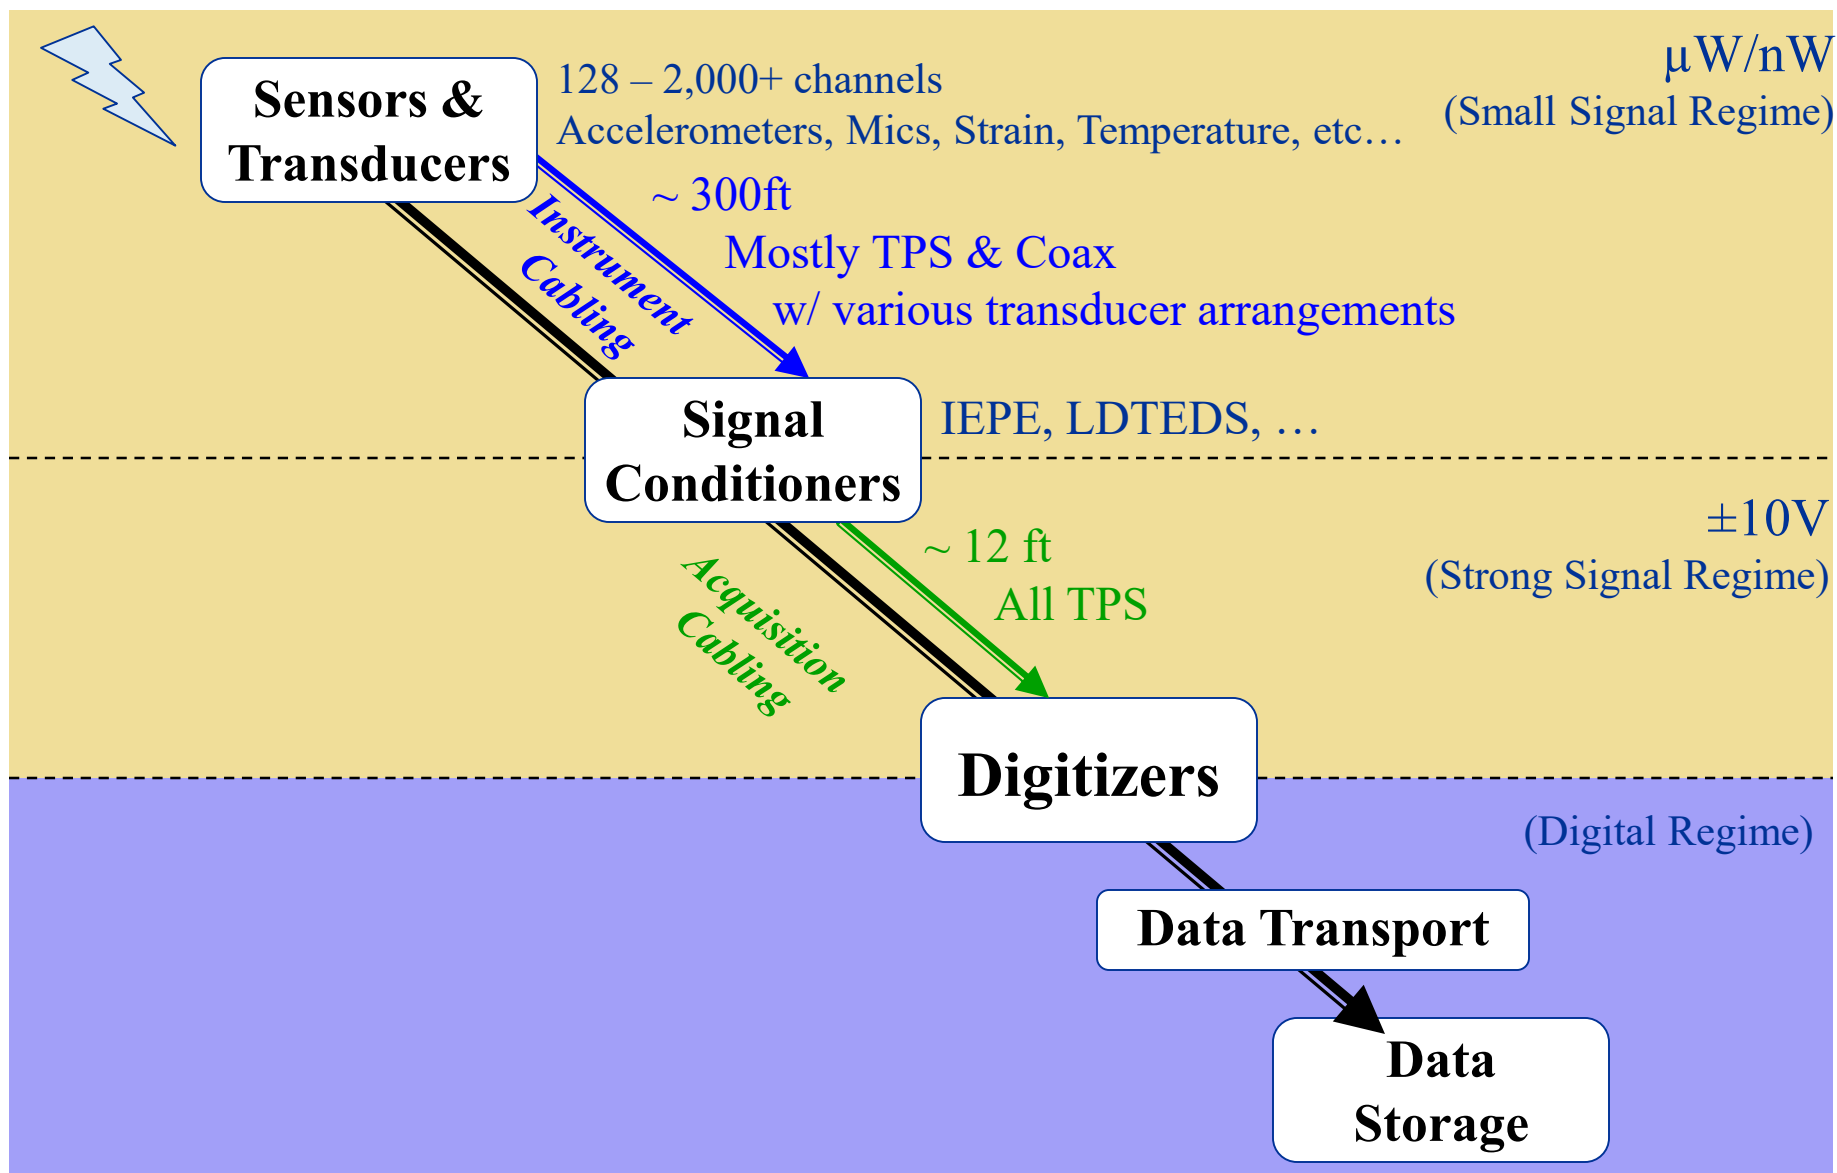 Sensors &
Transducers
128 – 2,000+ channels
Accelerometers, Mics, Strain, Temperature, etc…
µW/nW
(Small Signal Regime)
Instrument
Cabling
~ 300ft
Mostly TPS & Coax
w/ various transducer arrangements
Signal
Conditioners
IEPE, LDTEDS, …
±10V
(Strong Signal Regime)
Acquisition
Cabling
~ 12 ft
All TPS
Digitizers
(Digital Regime)
Data Transport
Data
Storage